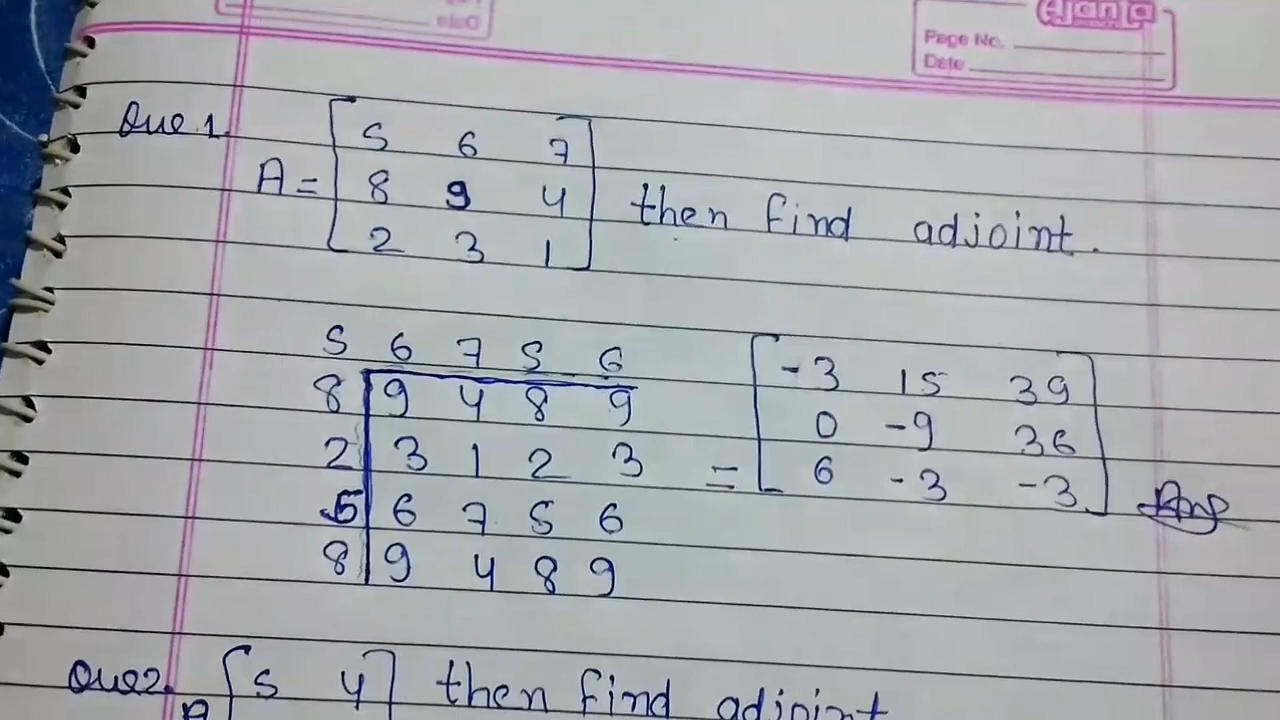 Ajanta
Page No.
Date
Que.1.
A = [ 5 6 7
8 9 4
2 3 1 ] then find adjoint.
5 6 7 5 6
8 9 4 8 9
2 3 1 2 3
5 6 7 5 6
8 9 4 8 9
= [ -3 15 39
0 -9 36
6 -3 -3 ] Ans
Que2. [ 5 4 ] then find adjoint
A